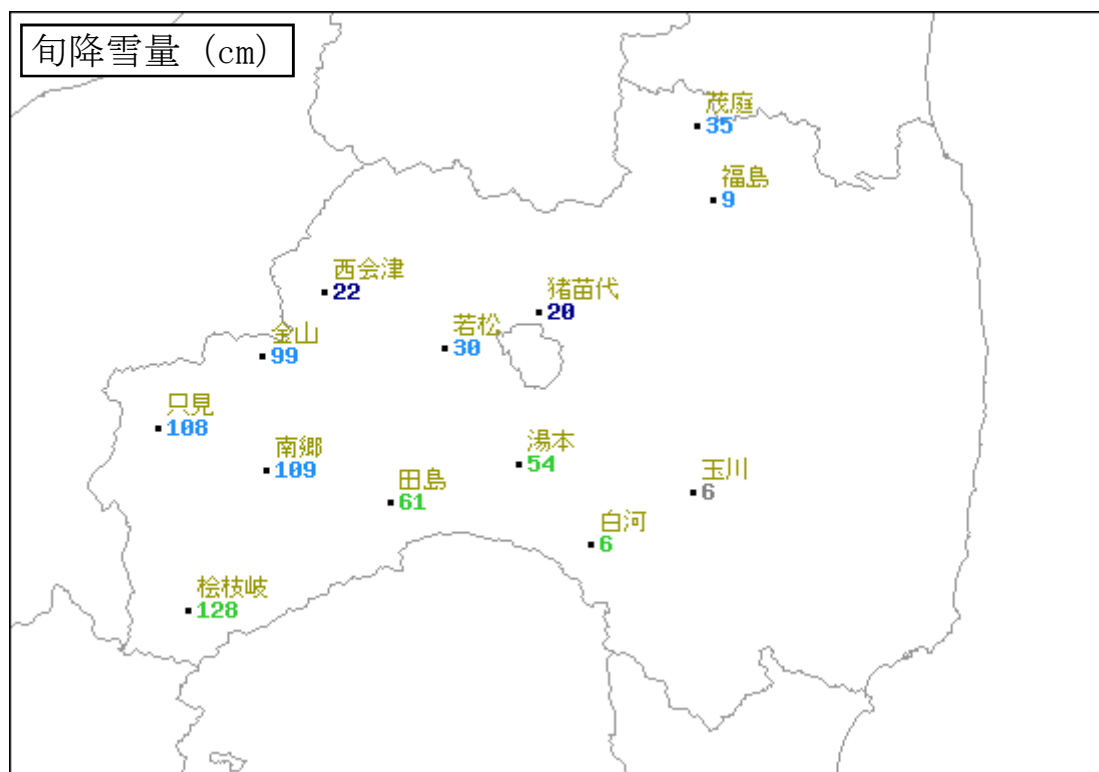 旬降雪量 (cm)
茂庭
35
福島
9
西会津
22
猪苗代
20
若松
30
金山
99
只見
108
南郷
109
湯本
54
田島
61
玉川
6
白河
6
桧枝岐
128